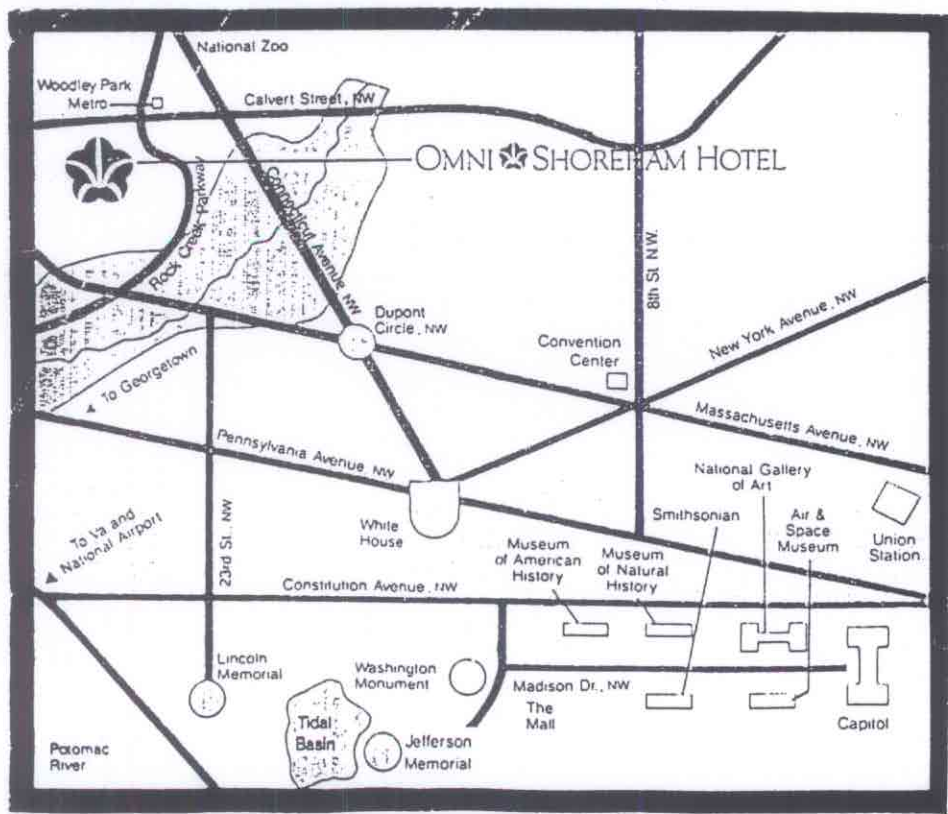 National Zoo
Woodley Park
Metro
Calvert Street, NW
OMNI SHOREHAM HOTEL
Rock Creek Parkway
Connecticut Avenue, NW
8th St. N.W.
Dupont
Circle, NW
New York Avenue, NW
Convention
Center
To Georgetown
Massachusetts Avenue, NW
Pennsylvania Avenue, NW
National Gallery
of Art
White
House
Smithsonian
Air &
Space
Museum
Union
Station
To Va and
National Airport
23rd St., NW
Museum
of American
History
Museum
of Natural
History
Constitution Avenue, NW
Lincoln
Memorial
Washington
Monument
Madison Dr., NW
The
Mall
Capitol
Tidal
Basin
Jefferson
Memorial
Potomac
River